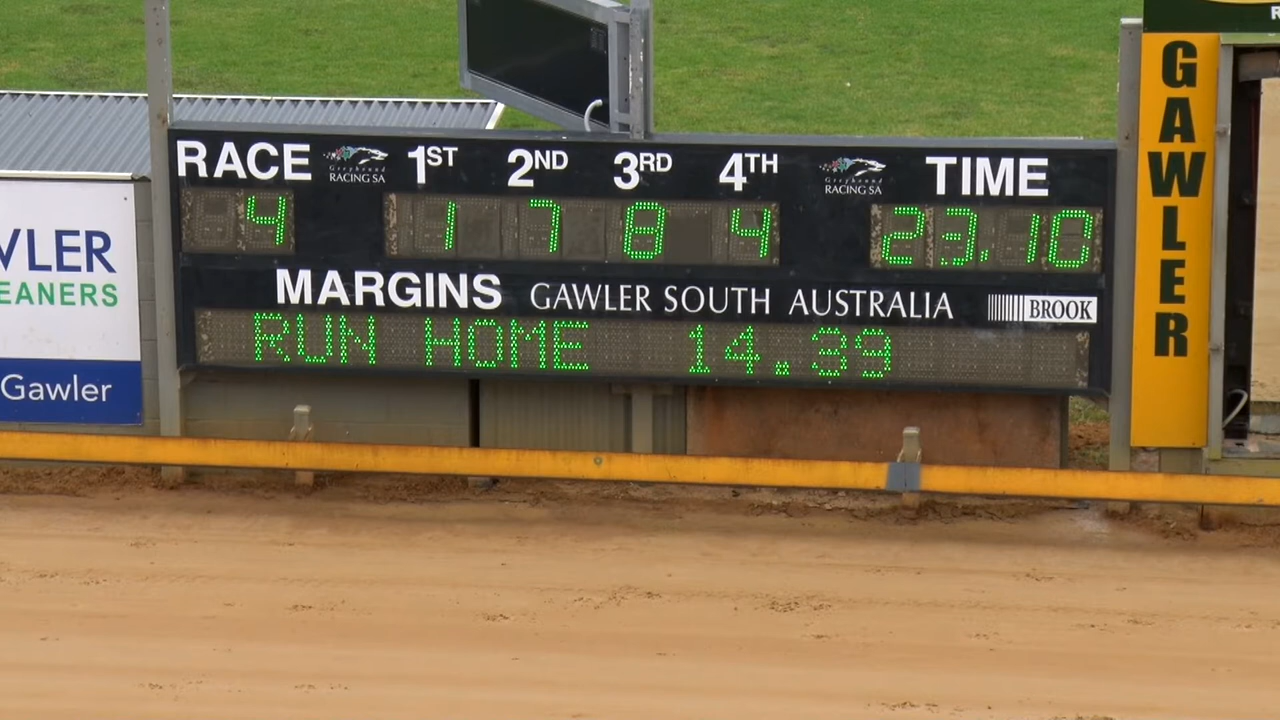 RACE
Greyhound
RACING SA
1ST
2ND
3RD
4TH
Greyhound
RACING SA
TIME
4
1
7
8
4
23.10
MARGINS
GAWLER SOUTH AUSTRALIA
BROOK
RUN HOME 14.39
WLER
EANERS
Gawler
R
GAWLER